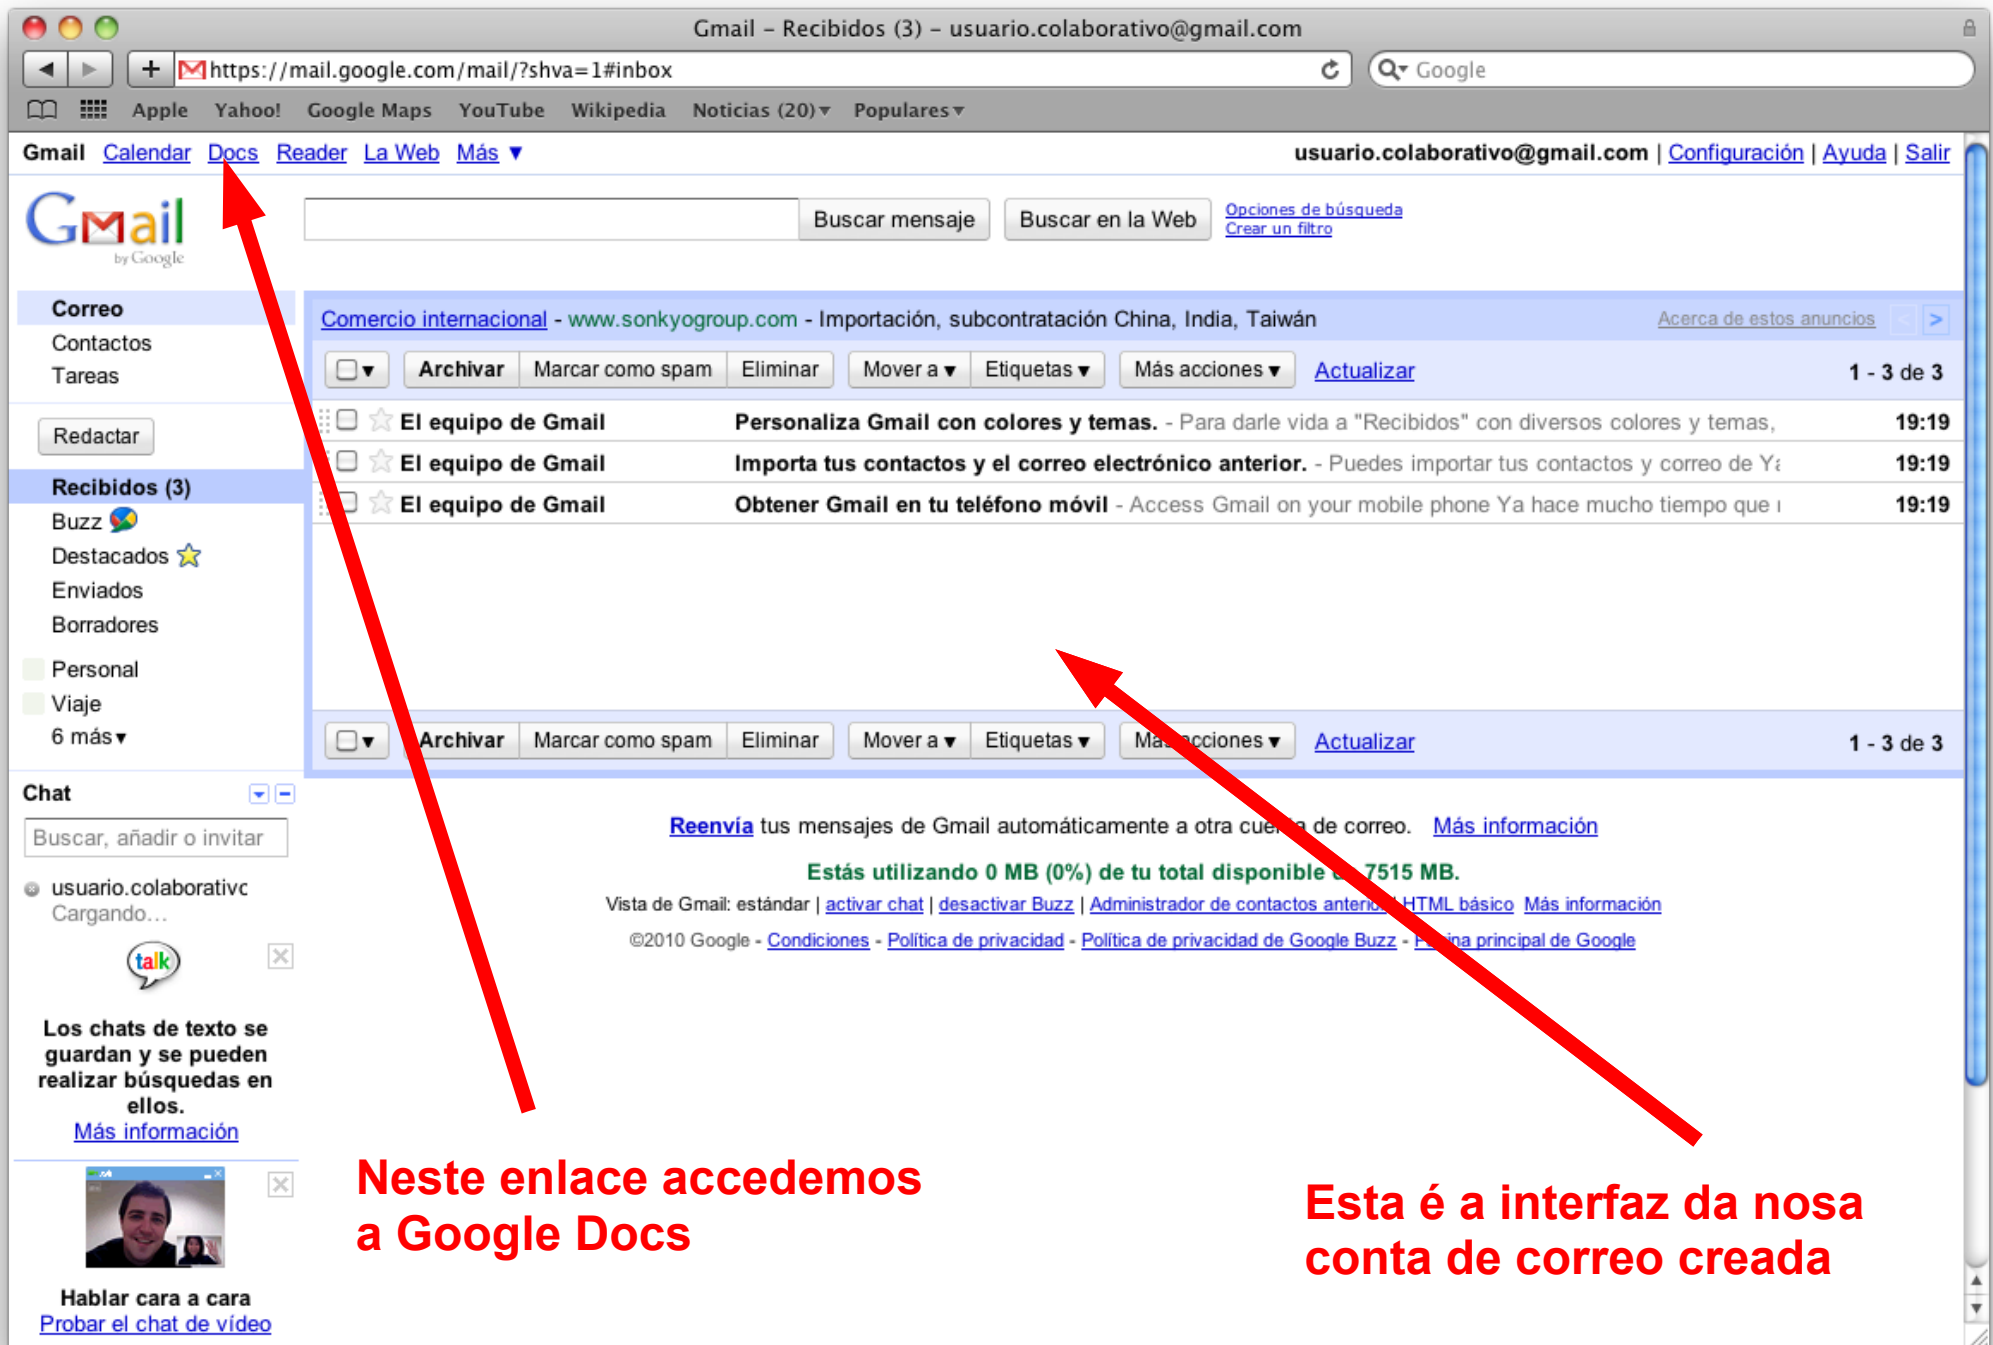 Gmail – Recibidos (3) – usuario.colaborativo@gmail.com
https://mail.google.com/mail/?shva=1#inbox
Google
Apple Yahoo! Google Maps YouTube Wikipedia Noticias (20)▾ Populares▾
Gmail Calendar Docs Reader La Web Más ▼
usuario.colaborativo@gmail.com | Configuración | Ayuda | Salir
Gmail
by Google
Buscar mensaje
Buscar en la Web
Opciones de búsqueda
Crear un filtro
Correo
Contactos
Tareas
Redactar
Recibidos (3)
Buzz
Destacados
Enviados
Borradores
Personal
Viaje
6 más▾
Comercio internacional - www.sonkyogroup.com - Importación, subcontratación China, India, Taiwán
Acerca de estos anuncios < >
Archivar Marcar como spam Eliminar Mover a ▾ Etiquetas ▾ Más acciones ▾ Actualizar 1 - 3 de 3
El equipo de Gmail Personaliza Gmail con colores y temas. - Para darle vida a "Recibidos" con diversos colores y temas, 19:19
El equipo de Gmail Importa tus contactos y el correo electrónico anterior. - Puedes importar tus contactos y correo de 19:19
El equipo de Gmail Obtener Gmail en tu teléfono móvil - Access Gmail on your mobile phone Ya hace mucho tiempo que 19:19
Archivar Marcar como spam Eliminar Mover a ▾ Etiquetas ▾ Más acciones ▾ Actualizar 1 - 3 de 3
Reenvía tus mensajes de Gmail automáticamente a otra cuenta de correo. Más información
Estás utilizando 0 MB (0%) de tu total disponible de 7515 MB.
Vista de Gmail: estándar | activar chat | desactivar Buzz | Administrador de contactos anterior | HTML básico Más información
©2010 Google - Condiciones - Política de privacidad - Política de privacidad de Google Buzz - Página principal de Google
Chat
Buscar, añadir o invitar
usuario.colaborativo
Cargando...
talk
Los chats de texto se
guardan y se pueden
realizar búsquedas en
ellos.
Más información
Hablar cara a cara
Probar el chat de vídeo
Neste enlace accedemos
a Google Docs
Esta é a interfaz da nosa
conta de correo creada